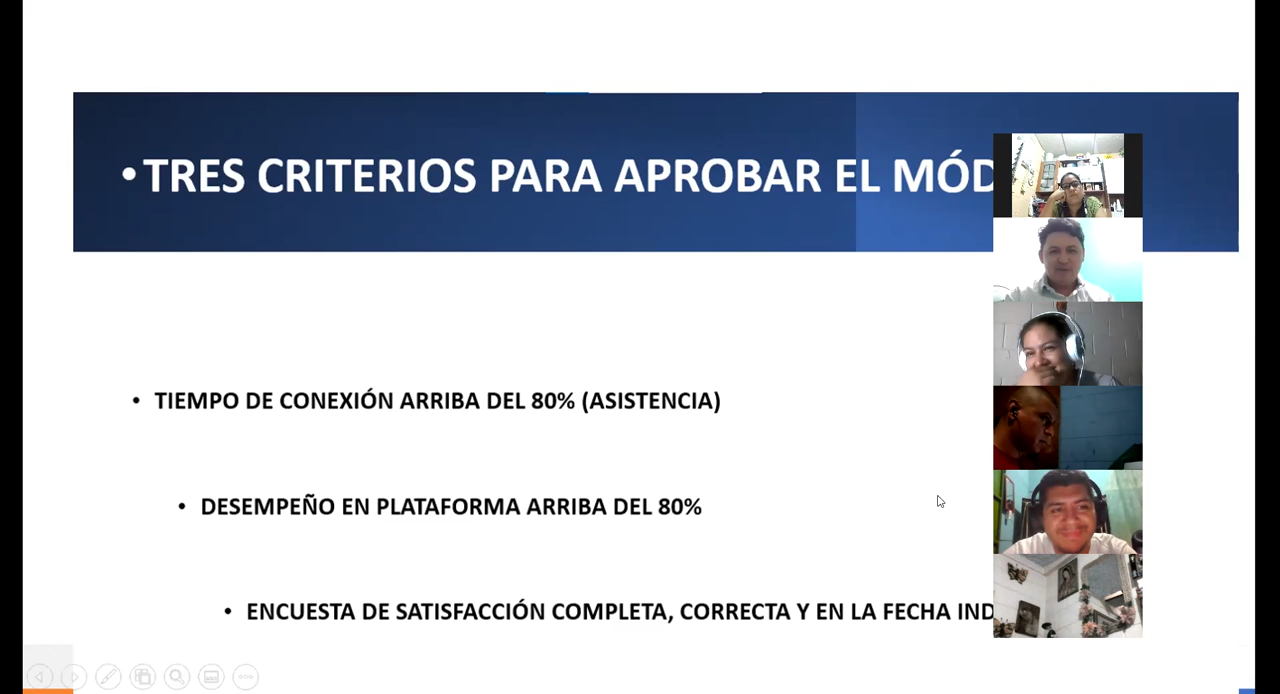 • TRES CRITERIOS PARA APROBAR EL MÓD
• TIEMPO DE CONEXIÓN ARRIBA DEL 80% (ASISTENCIA)
• DESEMPEÑO EN PLATAFORMA ARRIBA DEL 80%
• ENCUESTA DE SATISFACCIÓN COMPLETA, CORRECTA Y EN LA FECHA IND